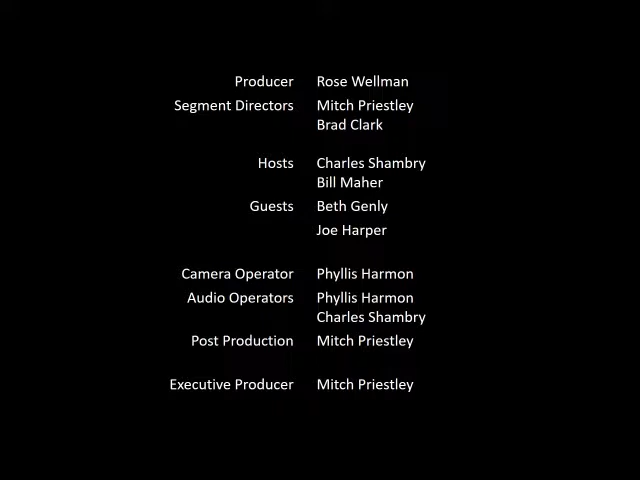 Producer Rose Wellman
Segment Directors Mitch Priestley
Brad Clark
Hosts Charles Shambry
Bill Maher
Guests Beth Genly
Joe Harper
Camera Operator Phyllis Harmon
Audio Operators Phyllis Harmon
Charles Shambry
Post Production Mitch Priestley
Executive Producer Mitch Priestley